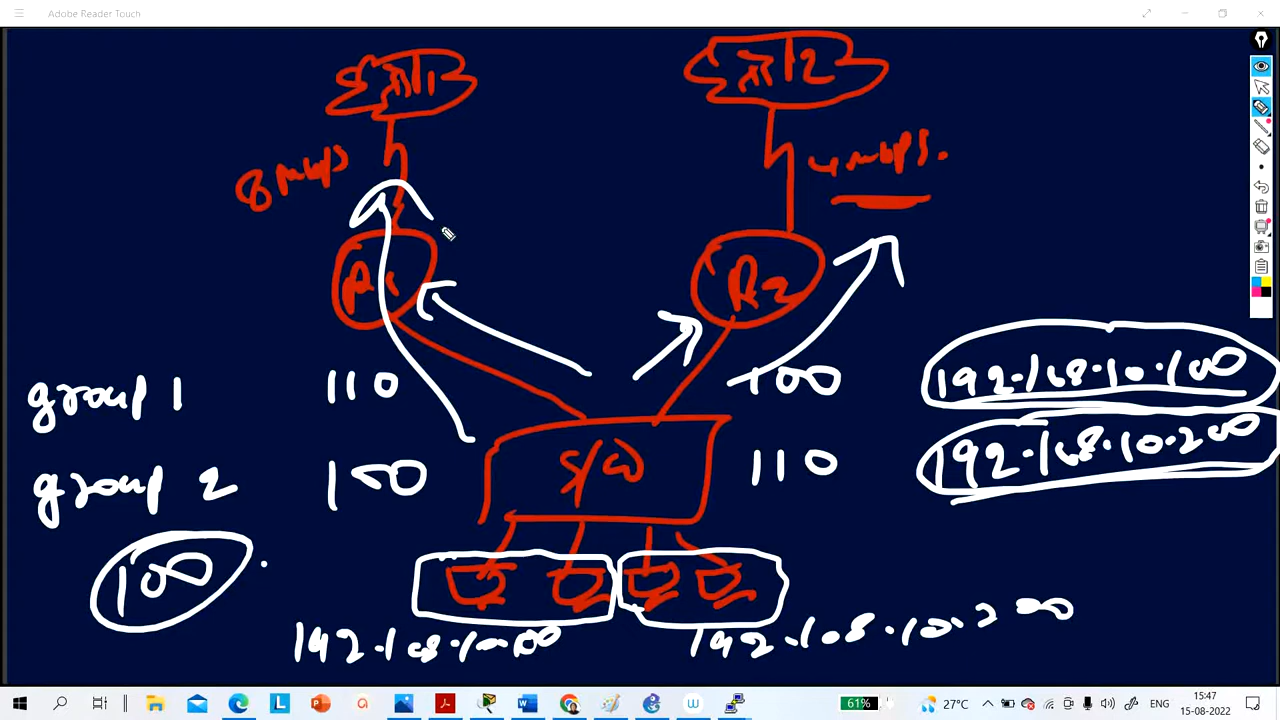 Adobe Reader Touch
8 mbps
4 mbps.
R1
R2
group 1 110 100 192.168.10.100
group 2 100 110 192.168.10.200
S/W
100
192.168.10.100 192.168.10.200
61%
27°C
ENG
15:47
15-08-2022